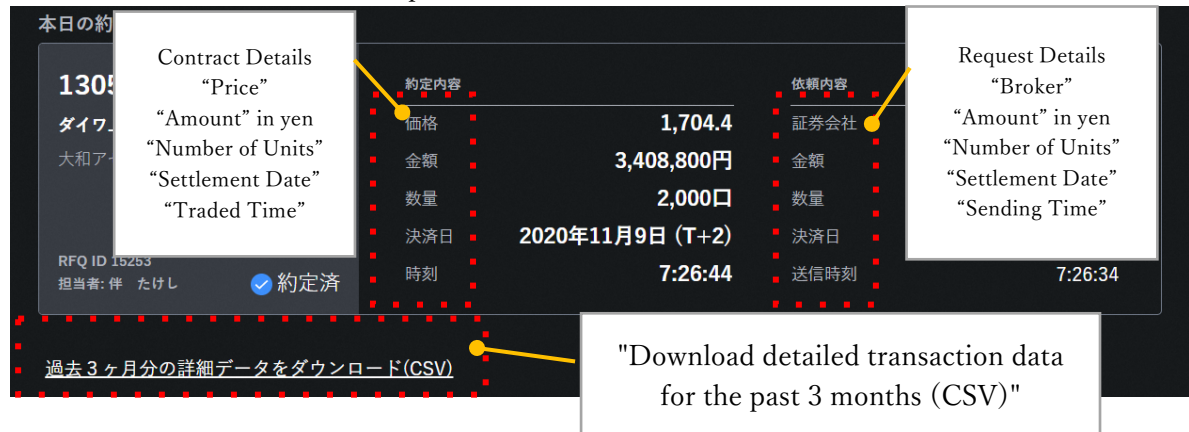 本日の約
1305
ダイワ
大和ア
RFQ ID 15253
担当者: 伴 たけし
約定済
Contract Details
“Price”
“Amount” in yen
“Number of Units”
“Settlement Date”
“Traded Time”
約定内容
価格 1,704.4
金額 3,408,800円
数量 2,000口
決済日 2020年11月9日 (T+2)
時刻 7:26:44
依頼内容
証券会社
金額
数量
決済日
送信時刻 7:26:34
Request Details
“Broker”
“Amount” in yen
“Number of Units”
“Settlement Date”
“Sending Time”
過去3ヶ月分の詳細データをダウンロード(CSV)
"Download detailed transaction data
for the past 3 months (CSV)"